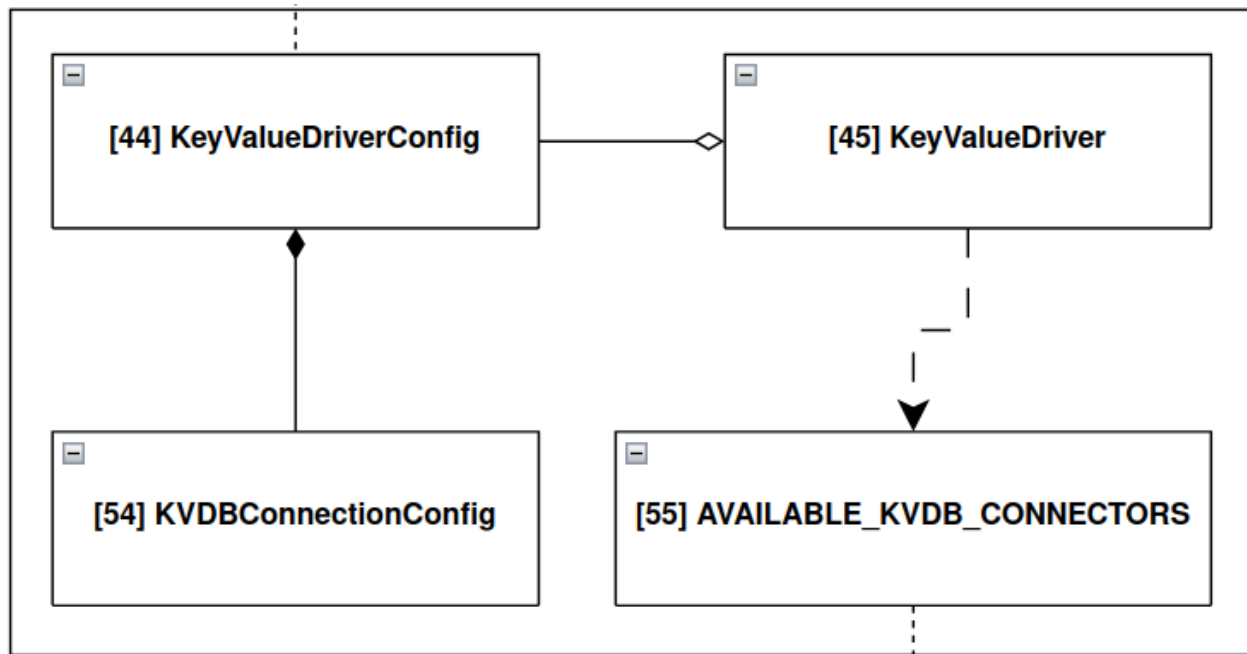 [44] KeyValueDriverConfig
[45] KeyValueDriver
[54] KVDBConnectionConfig
[55] AVAILABLE_KVDB_CONNECTORS